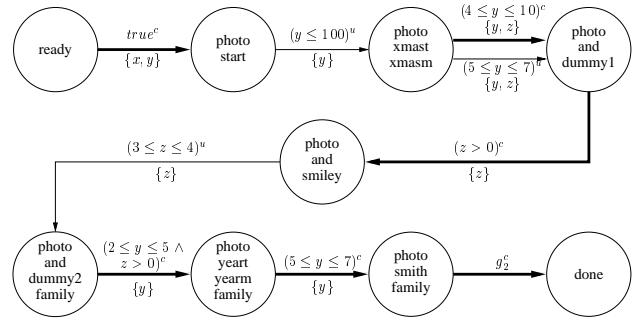 ready
true^c
{x, y}
photo
start
(y ≤ 100)^u
{y}
photo
xmast
xmasm
(4 ≤ y ≤ 10)^c
{y, z}
(5 ≤ y ≤ 7)^u
{y, z}
photo
and
dummy1
(z > 0)^c
{z}
photo
and
smiley
(3 ≤ z ≤ 4)^u
{z}
photo
and
dummy2
family
(2 ≤ y ≤ 5 ∧
z > 0)^c
{y}
photo
yeart
yearm
family
(5 ≤ y ≤ 7)^c
{y}
photo
smith
family
g_2^c
done